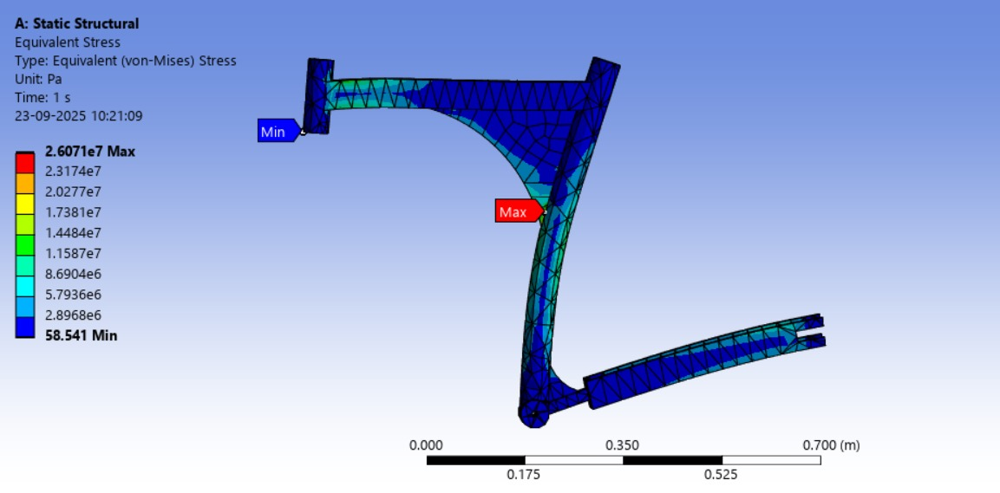 A: Static Structural
Equivalent Stress
Type: Equivalent (von-Mises) Stress
Unit: Pa
Time: 1 s
23-09-2025 10:21:09
2.6071e7 Max
2.3174e7
2.0277e7
1.7381e7
1.4484e7
1.1587e7
8.6904e6
5.7936e6
2.8968e6
58.541 Min
Min
Max
0.000
0.350
0.700 (m)
0.175
0.525